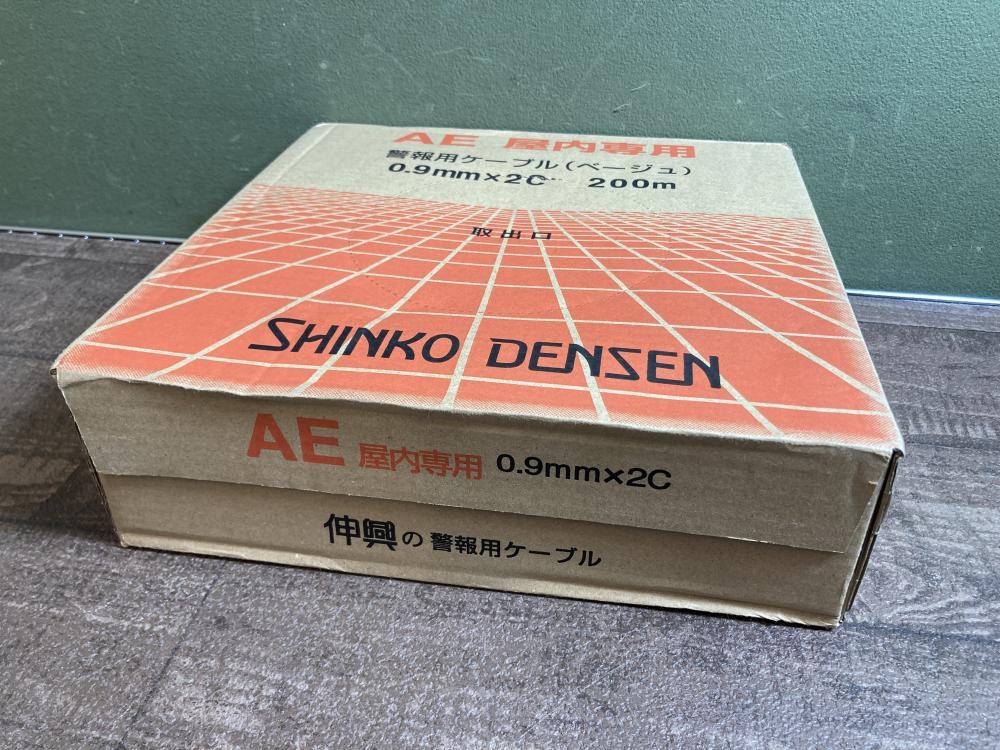 AE 屋内専用
警報用ケーブル(ベージュ)
0.9mm×2C 200m
取出口
SHINKO DENSEN
AE 屋内専用 0.9mm×2C
伸興の警報用ケーブル